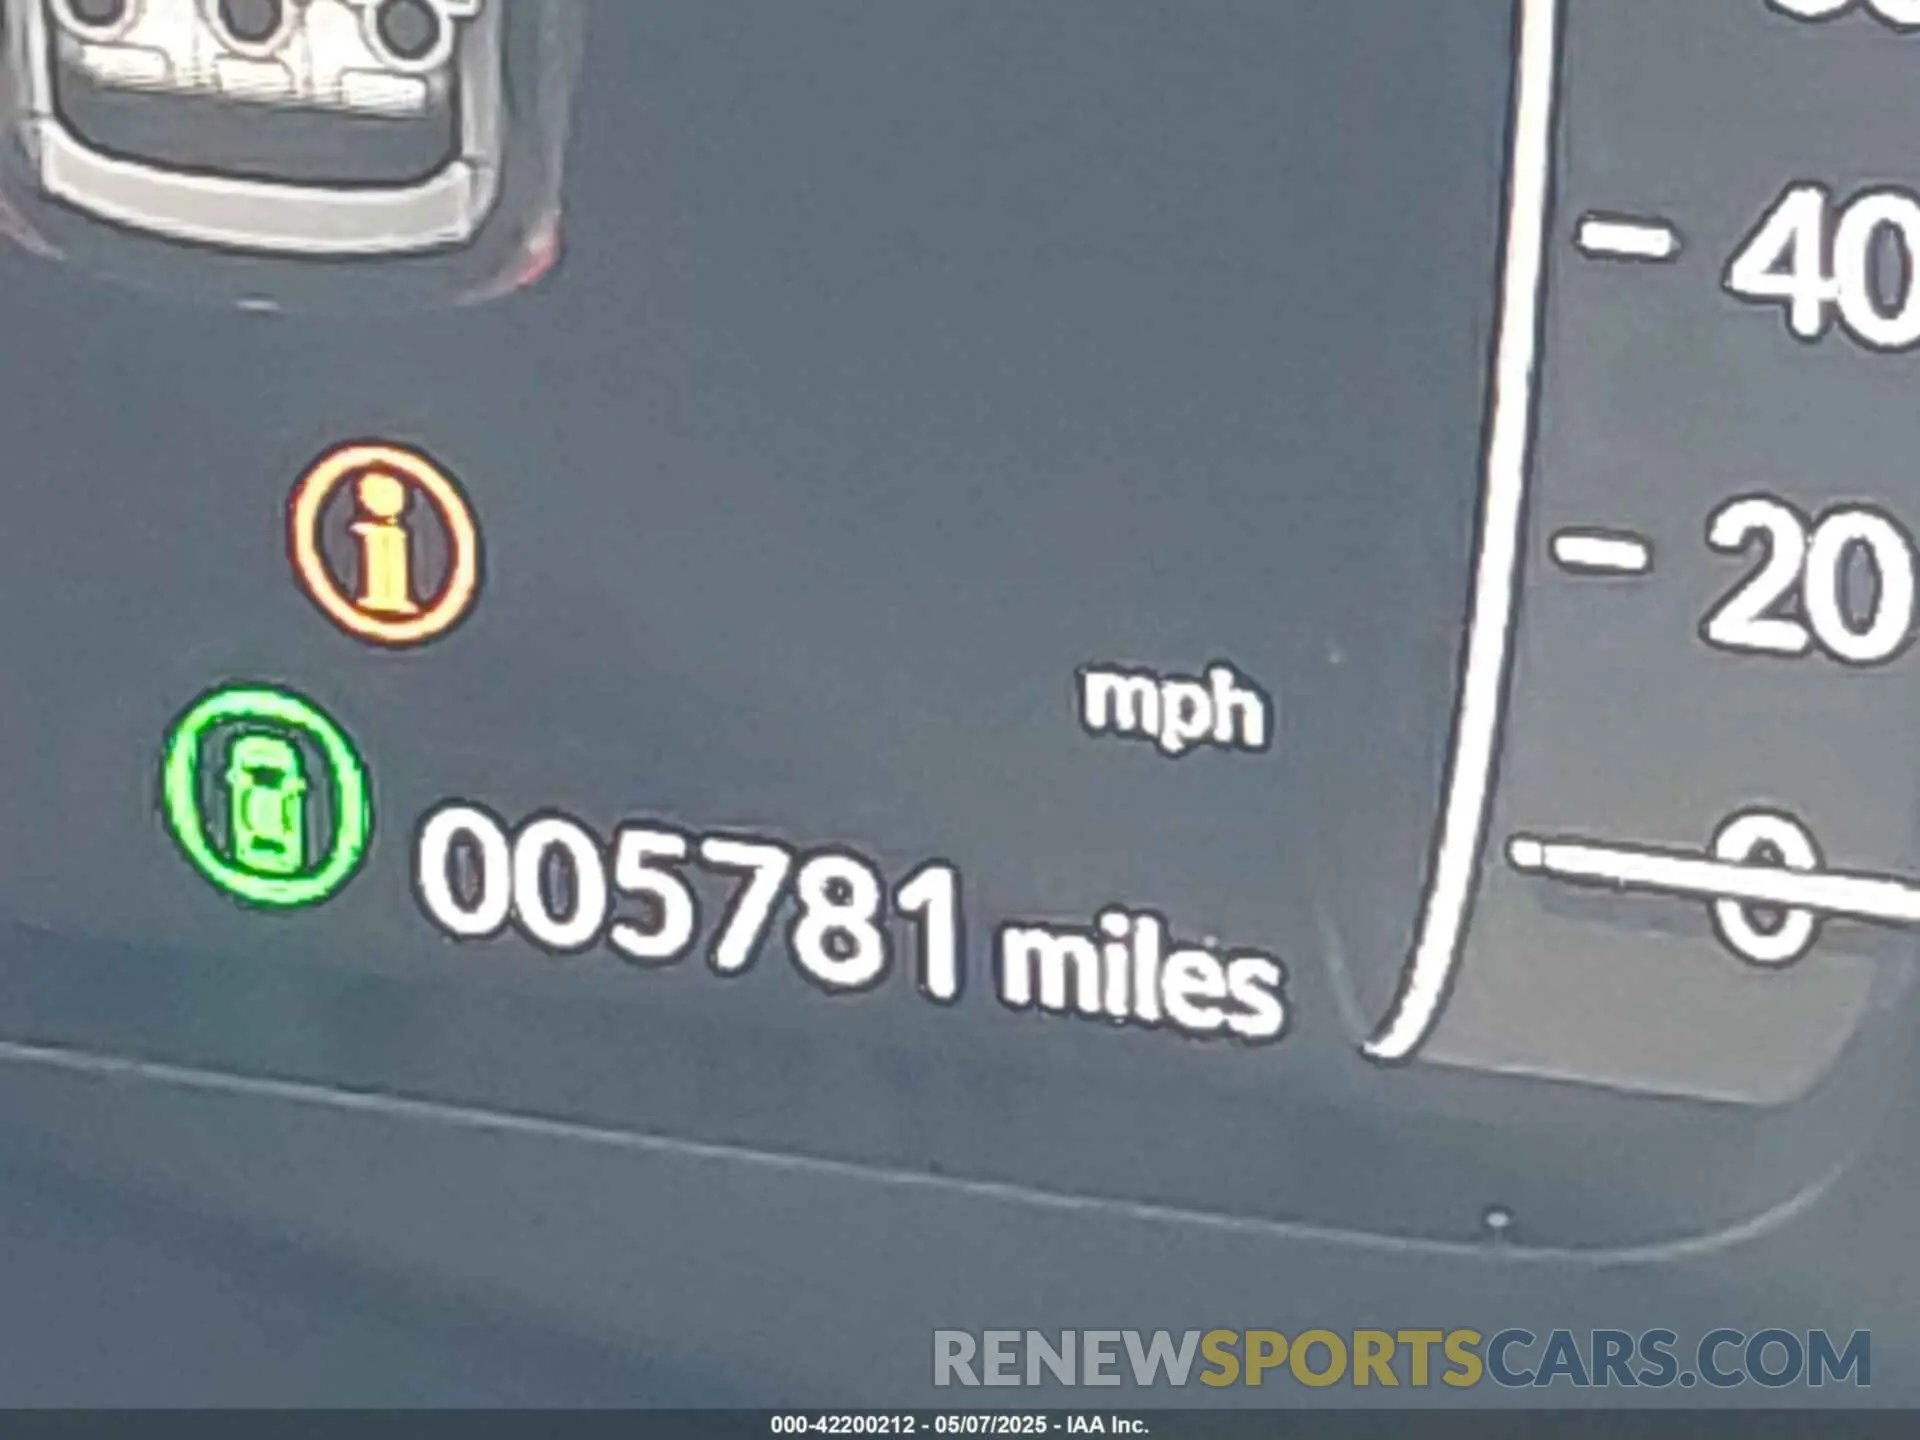 40
20
mph
0
005781 miles
RENEWSPORTSCARS.COM
000-42200212 - 05/07/2025 - IAA Inc.